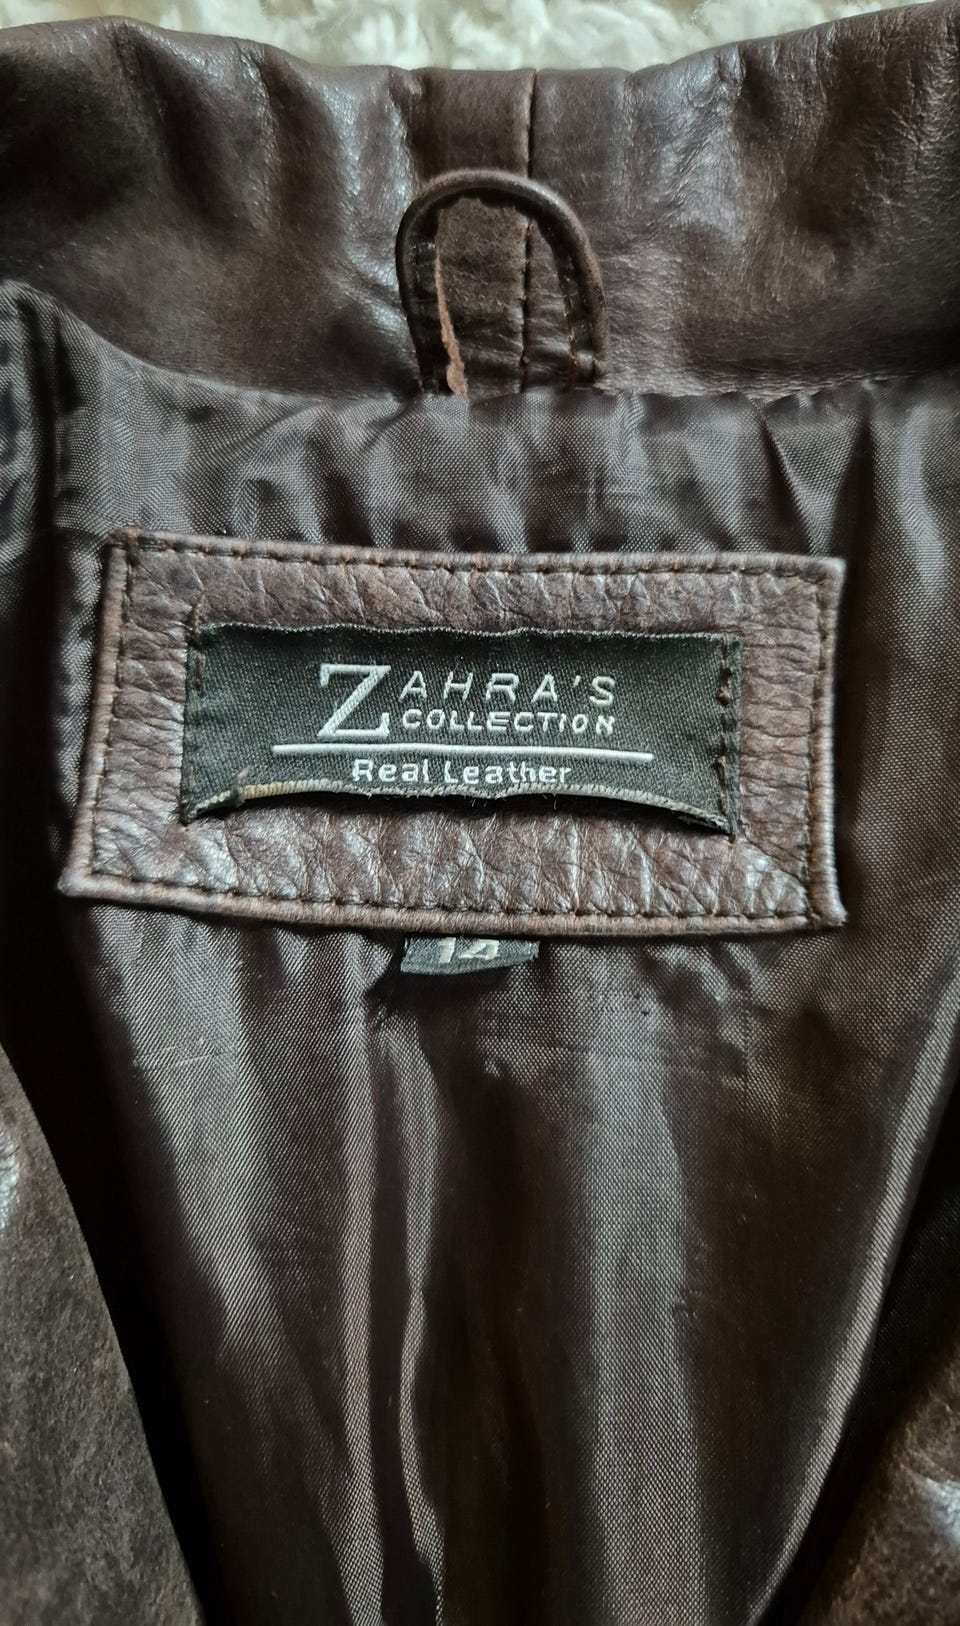 ZAHRA'S
COLLECTION
Real Leather
14